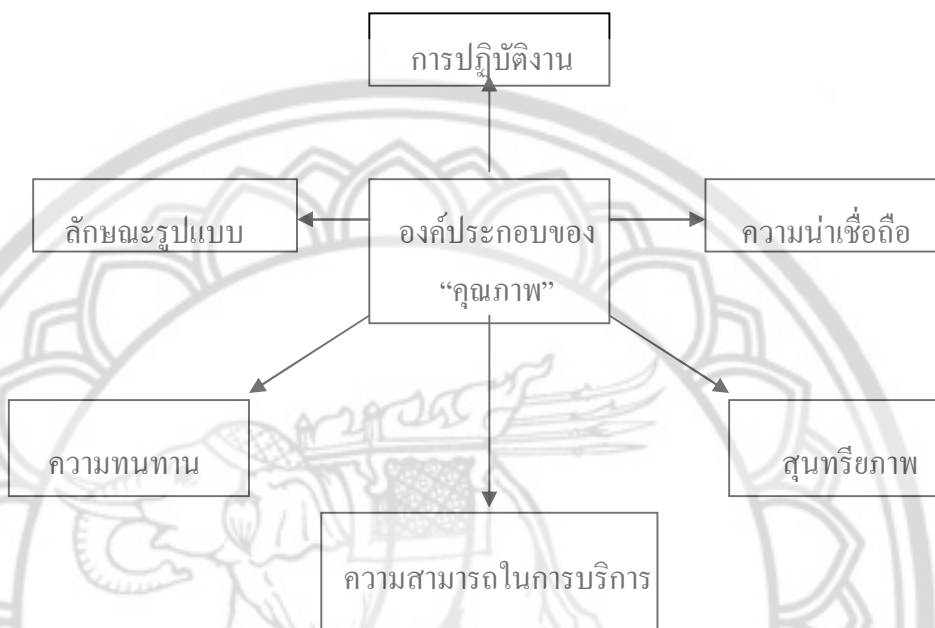 การปฏิบัติงาน
ลักษณะรูปแบบ
องค์ประกอบของ
“คุณภาพ”
ความน่าเชื่อถือ
ความทนทาน
สุนทรียภาพ
ความสามารถในการบริการ